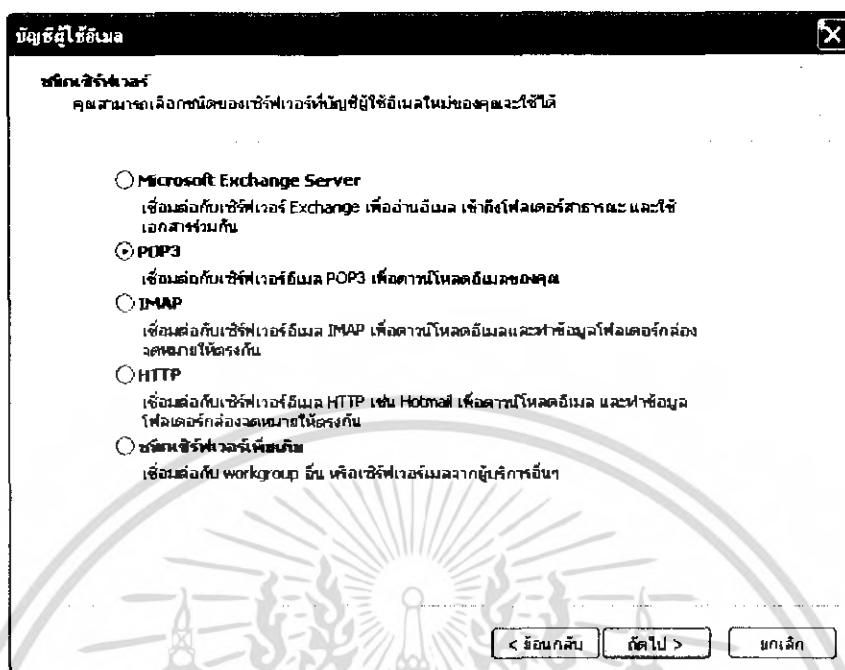 บัญชีผู้ใช้อีเมล
ชนิดเซิร์ฟเวอร์
คุณสามารถเลือกชนิดของเซิร์ฟเวอร์ที่บัญชีผู้ใช้อีเมลใหม่ของคุณจะใช้ได้
Microsoft Exchange Server
เชื่อมต่อกับเซิร์ฟเวอร์ Exchange เพื่ออ่านอีเมล เข้าถึงโฟลเดอร์สาธารณะ และใช้
เอกสารร่วมกัน
POP3
เชื่อมต่อกับเซิร์ฟเวอร์อีเมล POP3 เพื่อดาวน์โหลดอีเมลของคุณ
IMAP
เชื่อมต่อกับเซิร์ฟเวอร์อีเมล IMAP เพื่อดาวน์โหลดอีเมลและทำข้อมูลโฟลเดอร์กล่อง
จดหมายให้ตรงกัน
HTTP
เชื่อมต่อกับเซิร์ฟเวอร์อีเมล HTTP เช่น Hotmail เพื่อดาวน์โหลดอีเมล และทำข้อมูล
โฟลเดอร์กล่องจดหมายให้ตรงกัน
ชนิดเซิร์ฟเวอร์เพิ่มเติม
เชื่อมต่อกับ workgroup อื่น หรือเซิร์ฟเวอร์เมลจากผู้บริการอื่นๆ
< ย้อนกลับ
ถัดไป >
ยกเลิก